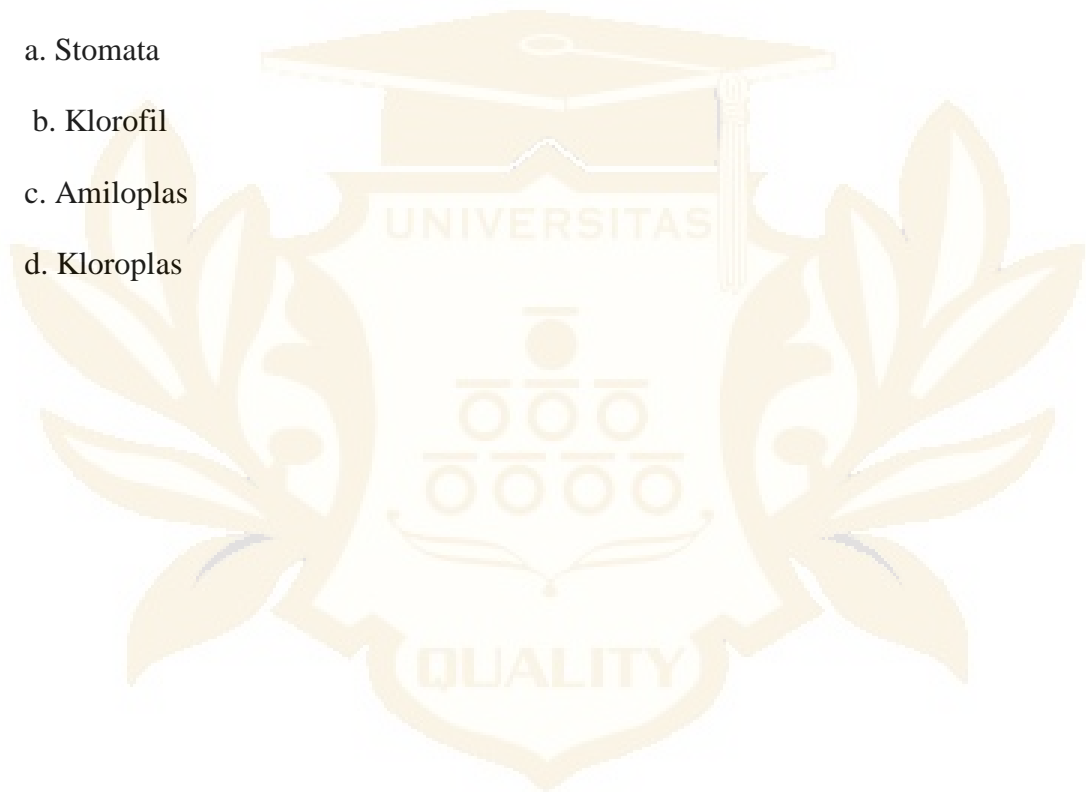 a. Stomata
b. Klorofil
c. Amiloplas
d. Kloroplas
UNIVERSITAS
QUALITY